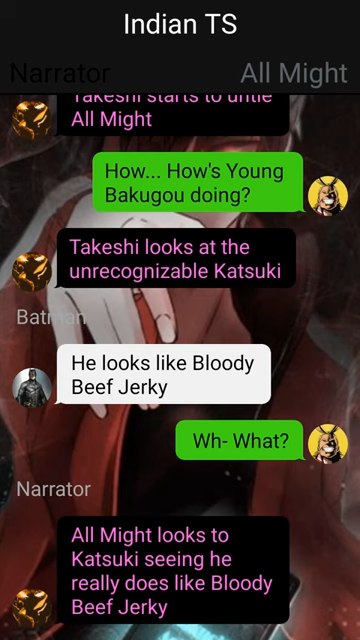 Indian TS
Narrator
All Might
Takeshi starts to untie
All Might
How... How's Young
Bakugou doing?
Takeshi looks at the
unrecognizable Katsuki
Batman
He looks like Bloody
Beef Jerky
Wh- What?
Narrator
All Might looks to
Katsuki seeing he
really does like Bloody
Beef Jerky